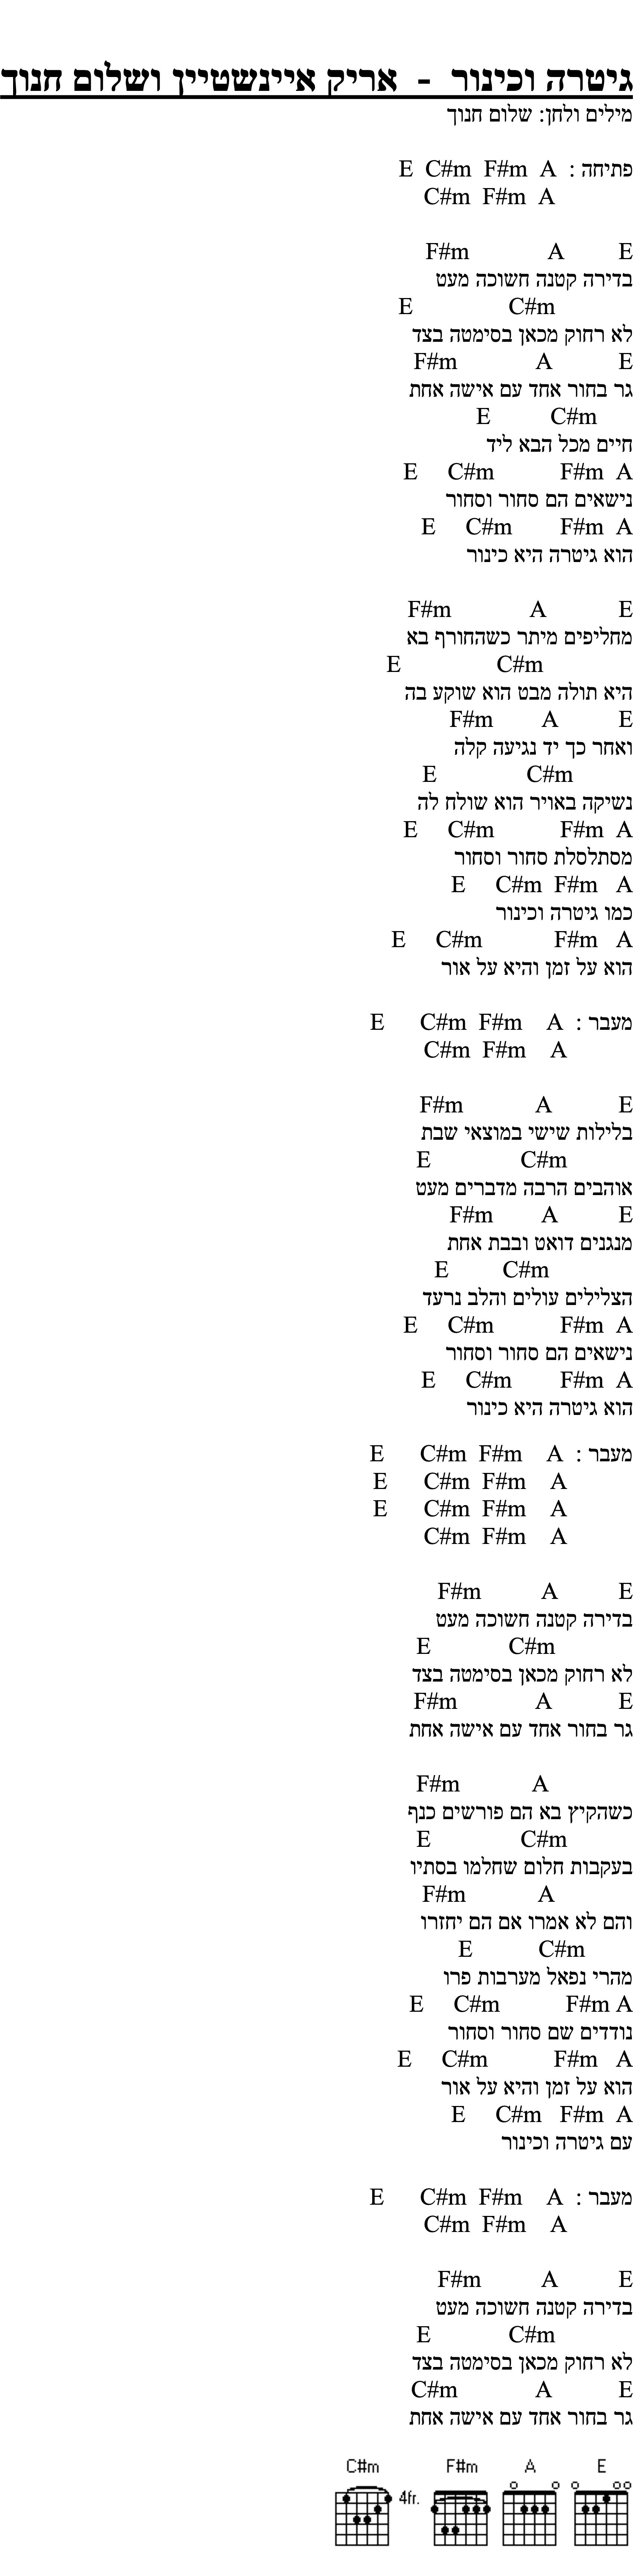 גיטרה וכינור - אריק איינשטיין ושלום חנוך
מילים ולחן: שלום חנוך
פתיחה : E C#m F#m A
C#m F#m A
F#m A E
בדירה קטנה חשוכה מעט
E C#m
לא רחוק מכאן בסימטה בצד
F#m A E
גר בחור אחד עם אישה אחת
E C#m
חיים מכל הבא ליד
E C#m F#m A
נישאים הם סחור וסחור
E C#m F#m A
הוא גיטרה היא כינור
F#m A E
מחליפים מיתר כשהחורף בא
E C#m
היא תולה מבט הוא שוקע בה
F#m A E
ואחר כך יד נגיעה קלה
E C#m
נשיקה באויר הוא שולח לה
E C#m F#m A
מסתלסלת סחור וסחור
E C#m F#m A
כמו גיטרה וכינור
E C#m F#m A
הוא על זמן והיא על אור
מעבר : E C#m F#m A
C#m F#m A
F#m A E
בלילות שישי במוצאי שבת
E C#m
אוהבים הרבה מדברים מעט
F#m A E
מנגנים דואט ובבת אחת
E C#m
הצלילים עולים והלב נרעד
E C#m F#m A
נישאים הם סחור וסחור
E C#m F#m A
הוא גיטרה היא כינור
מעבר : E C#m F#m A
E C#m F#m A
E C#m F#m A
C#m F#m A
F#m A E
בדירה קטנה חשוכה מעט
E C#m
לא רחוק מכאן בסימטה בצד
F#m A E
גר בחור אחד עם אישה אחת
F#m A
כשהקיץ בא הם פורשים כנף
E C#m
בעקבות חלום שחלמו בסתיו
F#m A
והם לא אמרו אם הם יחזרו
E C#m
מהרי נפאל מערבות פרו
E C#m F#m A
נודדים שם סחור וסחור
E C#m F#m A
הוא על זמן והיא על אור
E C#m F#m A
עם גיטרה וכינור
מעבר : E C#m F#m A
C#m F#m A
F#m A E
בדירה קטנה חשוכה מעט
E C#m
לא רחוק מכאן בסימטה בצד
C#m A E
גר בחור אחד עם אישה אחת
C#m F#m A E
4fr.